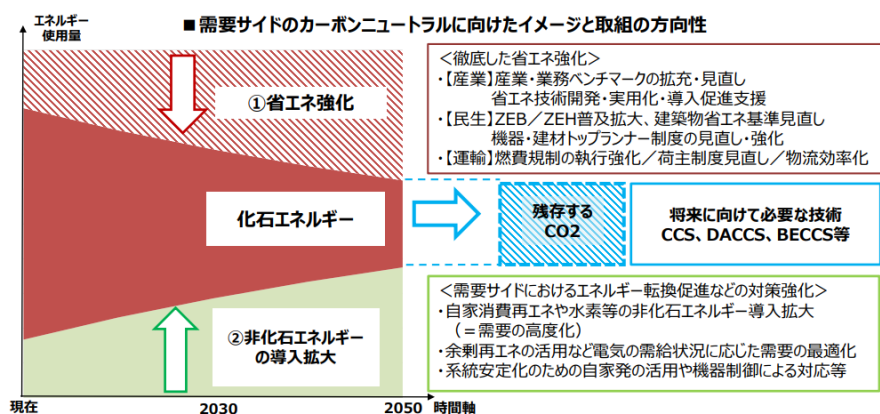 ■需要サイドのカーボンニュートラルに向けたイメージと取組の方向性
エネルギー
使用量
①省エネ強化
化石エネルギー
②非化石エネルギー
の導入拡大
現在
2030
2050
時間軸
残存する
CO2
将来に向けて必要な技術
CCS、DACCS、BECCS等
＜徹底した省エネ強化＞
・【産業】産業・業務ベンチマークの拡充・見直し
省エネ技術開発・実用化・導入促進支援
・【民生】ZEB／ZEH普及拡大、建築物省エネ基準見直し
機器・建材トップランナー制度の見直し・強化
・【運輸】燃費規制の執行強化／荷主制度見直し／物流効率化
＜需要サイドにおけるエネルギー転換促進などの対策強化＞
・自家消費再エネや水素等の非化石エネルギー導入拡大
（＝需要の高度化）
・余剰再エネの活用など電気の需給状況に応じた需要の最適化
・系統安定化のための自家発の活用や機器制御による対応等